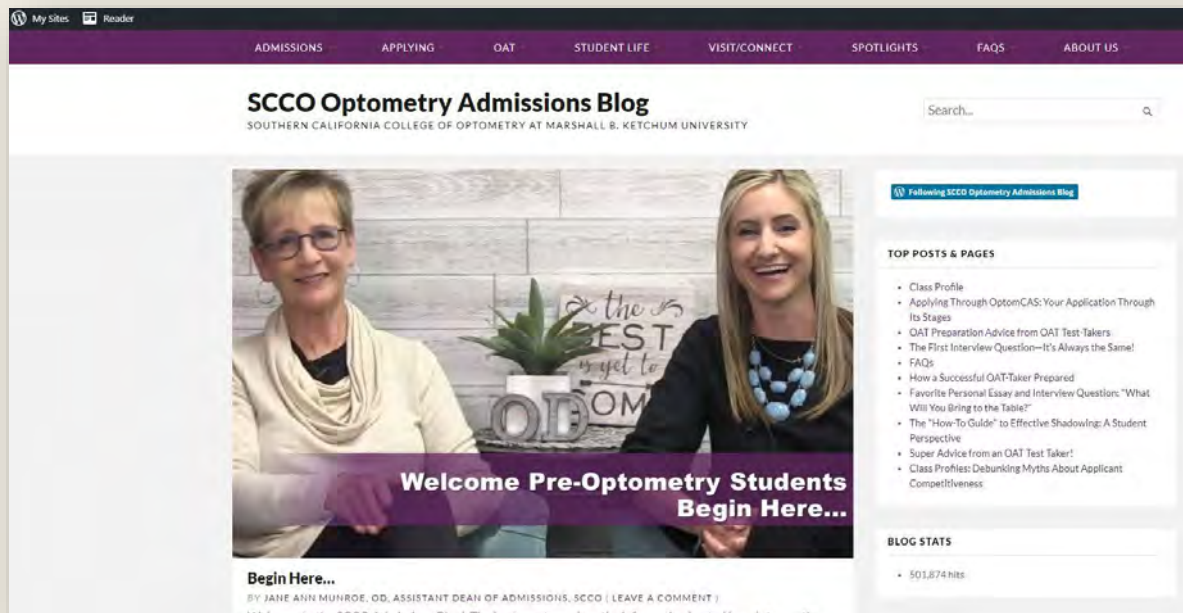 My Sites Reader
ADMISSIONS APPLYING OAT STUDENT LIFE VISIT/CONNECT SPOTLIGHTS FAQS ABOUT US
SCCO Optometry Admissions Blog
SOUTHERN CALIFORNIA COLLEGE OF OPTOMETRY AT MARSHALL B. KETCHUM UNIVERSITY
Search...
the
BEST
is yet to
COME
OD
Welcome Pre-Optometry Students
Begin Here...
Begin Here...
BY JANE ANN MUNROE, OD, ASSISTANT DEAN OF ADMISSIONS, SCCO ( LEAVE A COMMENT )
Following SCCO Optometry Admissions Blog
TOP POSTS & PAGES
• Class Profile
• Applying Through OptomCAS: Your Application Through
Its Stages
• OAT Preparation Advice from OAT Test-Takers
• The First Interview Question—It's Always the Same!
• FAQs
• How a Successful OAT-Taker Prepared
• Favorite Personal Essay and Interview Question: "What
Will You Bring to the Table?"
• The "How-To Guide" to Effective Shadowing: A Student
Perspective
• Super Advice from an OAT Test Taker!
• Class Profiles: Debunking Myths About Applicant
Competitiveness
BLOG STATS
• 501,874 hits